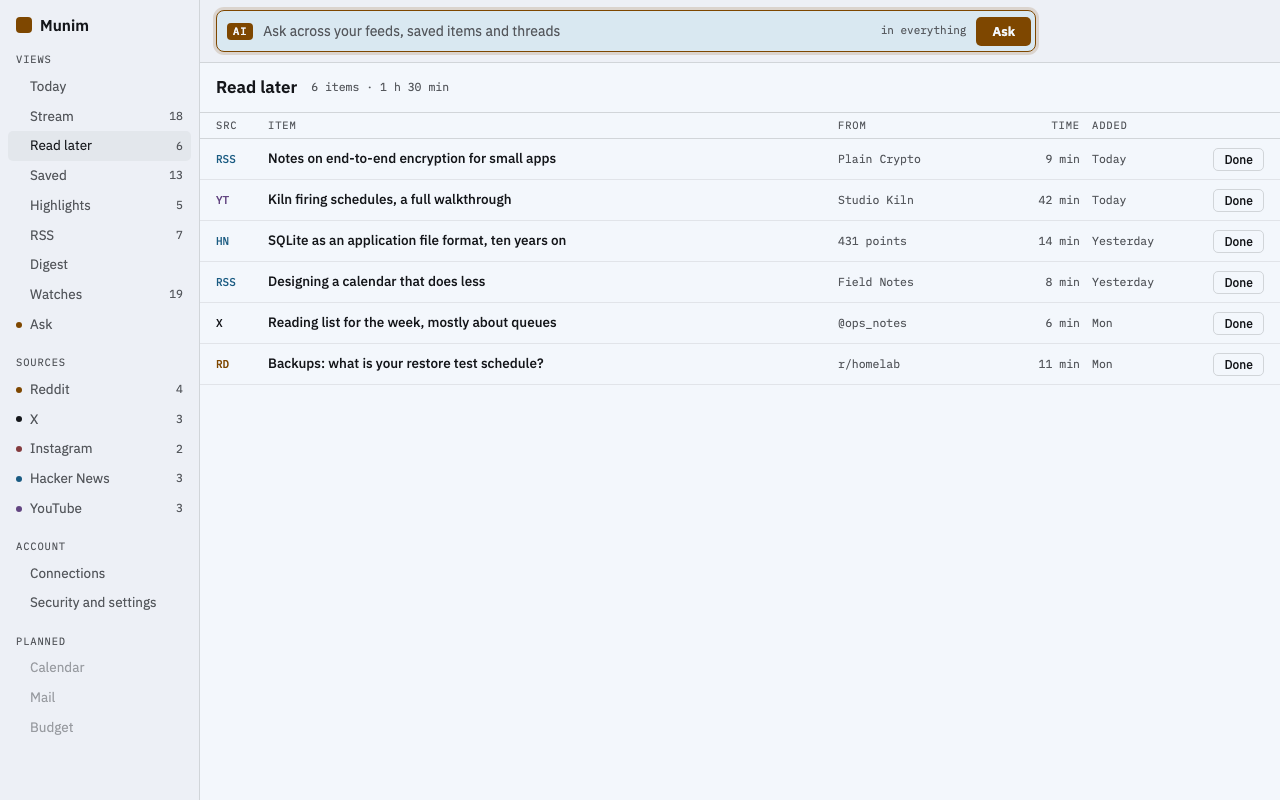 Munim
VIEWS
Today
Stream 18
Read later 6
Saved 13
Highlights 5
RSS 7
Digest
Watches 19
Ask
SOURCES
Reddit 4
X 3
Instagram 2
Hacker News 3
YouTube 3
ACCOUNT
Connections
Security and settings
PLANNED
Calendar
Mail
Budget
AI Ask across your feeds, saved items and threads in everything Ask
Read later 6 items · 1 h 30 min
SRC ITEM FROM TIME ADDED
RSS Notes on end-to-end encryption for small apps Plain Crypto 9 min Today Done
YT Kiln firing schedules, a full walkthrough Studio Kiln 42 min Today Done
HN SQLite as an application file format, ten years on 431 points 14 min Yesterday Done
RSS Designing a calendar that does less Field Notes 8 min Yesterday Done
X Reading list for the week, mostly about queues @ops_notes 6 min Mon Done
RD Backups: what is your restore test schedule? r/homelab 11 min Mon Done